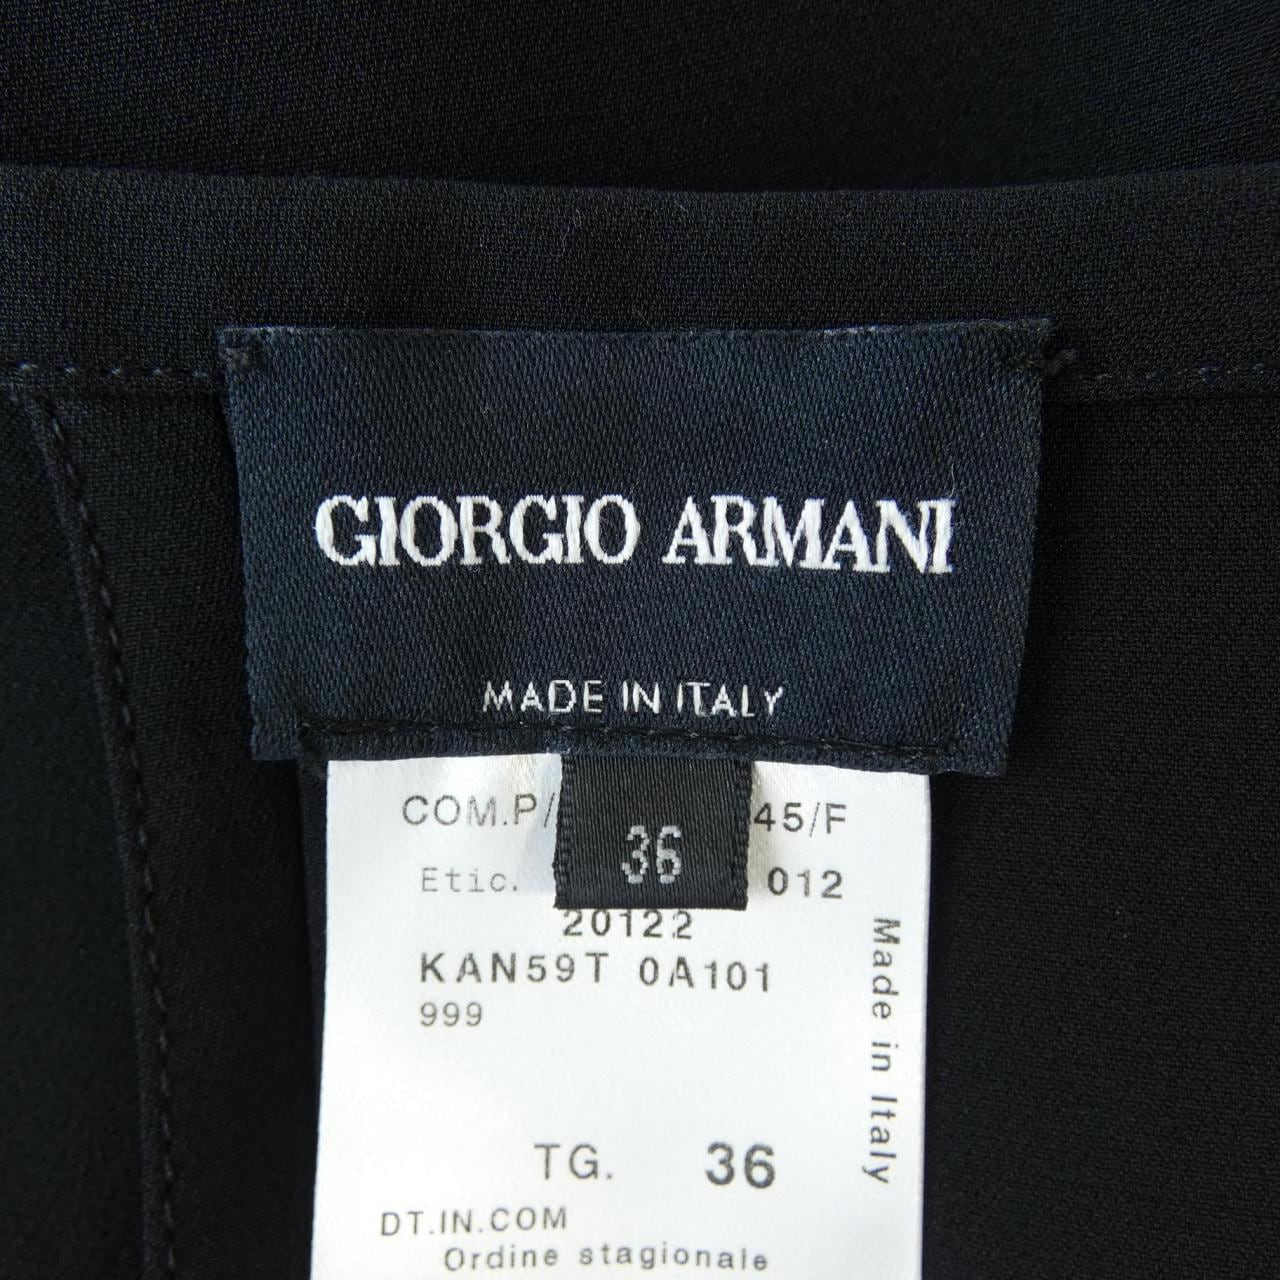 GIORGIO ARMANI
MADE IN ITALY
36
COM.P/ 45/F
Etic. 012
20122
KAN59T 0A101
999
Made in Italy
TG. 36
DT.IN.COM
Ordine stagionale